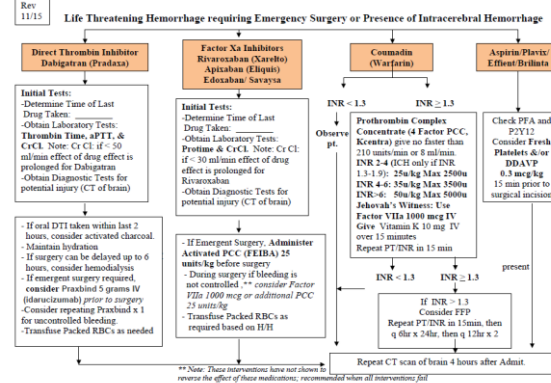 Rev
11/15
Life Threatening Hemorrhage requiring Emergency Surgery or Presence of Intracerebral Hemorrhage
Direct Thrombin Inhibitor
Dabigatran (Pradaxa)
Factor Xa Inhibitors
Rivaroxaban (Xarelto)
Apixaban (Eliquis)
Edoxaban/ Savaysa
Coumadin
(Warfarin)
Aspirin/Plavix/
Effient/Brilinta
Initial Tests:
-Determine Time of Last
Drug Taken: ________
-Obtain Laboratory Tests:
Thrombin Time, aPTT, &
CrCl. Note: Cr Cl: if < 50
ml/min effect of drug effect is
prolonged for Dabigatran
-Obtain Diagnostic Tests for
potential injury (CT of brain)
Initial Tests:
-Determine Time of Last
Drug Taken: ________
-Obtain Laboratory Tests:
Protime & CrCl. Note: Cr Cl:
if < 30 ml/min effect of drug
effect is prolonged for
Rivaroxaban
-Obtain Diagnostic Tests for
potential injury (CT of brain)
INR < 1.3
INR ≥ 1.3
Observe
pt.
Prothrombin Complex
Concentrate (4 Factor PCC,
Kcentra) give no faster than
210 units/min or 8 ml/min.
INR 2-4 (ICH only if INR
1.3-1.9): 25u/kg Max 2500u
INR 4-6: 35u/kg Max 3500u
INR>6: 50u/kg Max 5000u
Jehovah's Witness: Use
Factor VIIa 1000 mcg IV
Give Vitamin K 10 mg IV
over 15 minutes
Repeat PT/INR in 15 min
Check PFA and
P2Y12
Consider Fresh
Platelets &/or
DDAVP
0.3 mcg/kg
15 min prior to
surgical incision
- If oral DTI taken within last 2
hours, consider activated charcoal.
- Maintain hydration
- If surgery can be delayed up to 6
hours, consider hemodialysis
- If emergent surgery required,
consider Praxbind 5 grams IV
(idarucizumab) prior to surgery
-Consider repeating Praxbind x 1
for uncontrolled bleeding.
-Transfuse Packed RBCs as needed
- If Emergent Surgery, Administer
Activated PCC (FEIBA) 25
units/kg before surgery
- During surgery if bleeding is
not controlled ,** consider Factor
VIIa 1000 mcg or additional PCC
25 units/kg
- Transfuse Packed RBCs as
required based on H/H
INR < 1.3
INR ≥ 1.3
present
If INR > 1.3
Consider FFP
Repeat PT/INR in 15min, then
q 6hr x 24hr, then q 12hr x 2
Repeat CT scan of brain 4 hours after Admit.
** Note: These interventions have not shown to
reverse the effect of these medications; recommended when all interventions fail